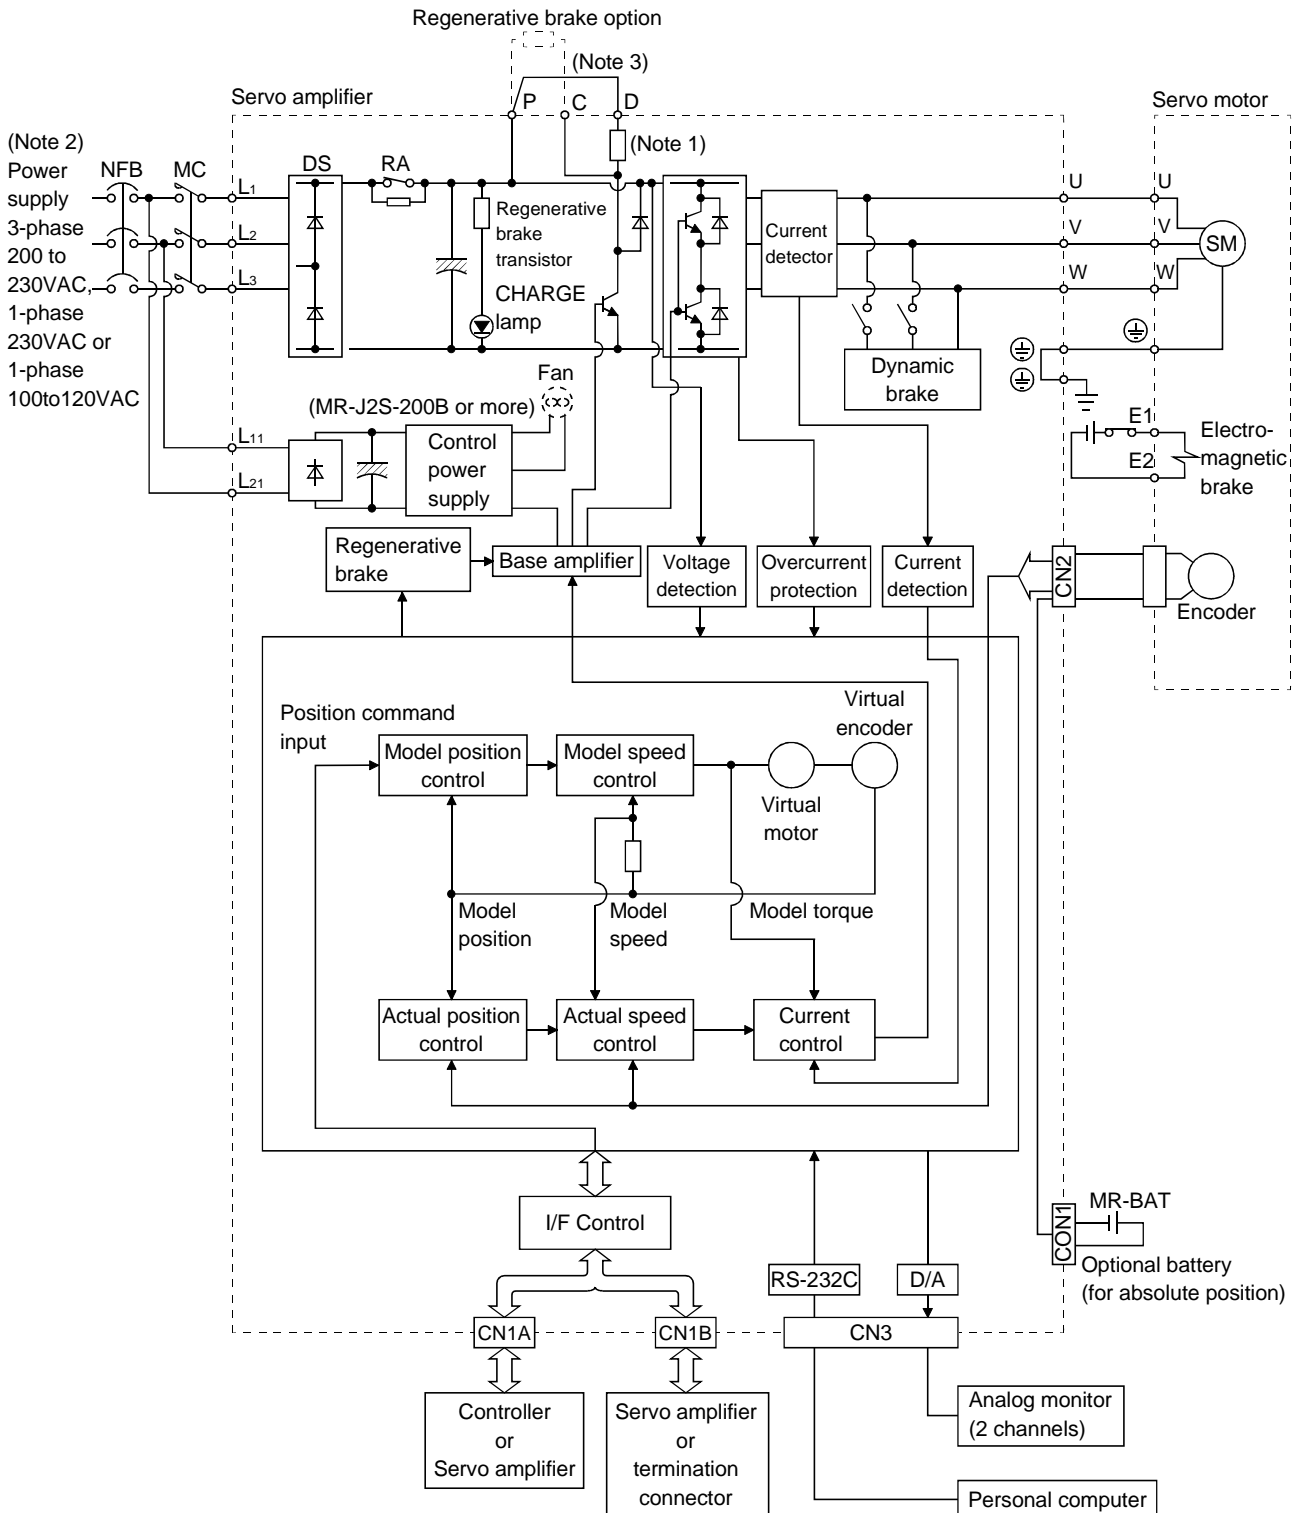 Regenerative brake option
(Note 3)
Servo amplifier
P
C
D
Servo motor
(Note 2)
Power
supply
3-phase
200 to
230VAC,
1-phase
230VAC or
1-phase
100to120VAC
NFB
MC
DS
RA
(Note 1)
L1
L2
L3
Regenerative
brake
transistor
CHARGE
lamp
Current
detector
U
V
W
U
V
W
SM
Dynamic
brake
Fan
(MR-J2S-200B or more)
L11
L21
Control
power
supply
E1
E2
Electro-
magnetic
brake
Regenerative
brake
Base amplifier
Voltage
detection
Overcurrent
protection
Current
detection
CN2
Encoder
Position command
input
Model position
control
Model speed
control
Virtual
encoder
Virtual
motor
Model
position
Model
speed
Model torque
Actual position
control
Actual speed
control
Current
control
I/F Control
RS-232C
D/A
CON1
MR-BAT
Optional battery
(for absolute position)
CN1A
CN1B
CN3
Controller
or
Servo amplifier
Servo amplifier
or
termination
connector
Analog monitor
(2 channels)
Personal computer